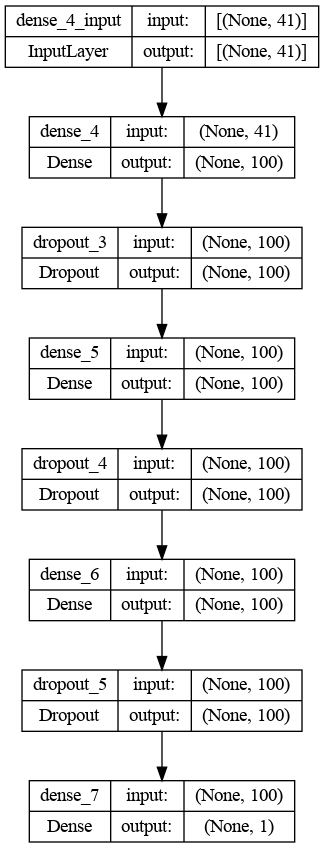 dense_4_input input: [(None, 41)]
InputLayer output: [(None, 41)]
dense_4 input: (None, 41)
Dense output: (None, 100)
dropout_3 input: (None, 100)
Dropout output: (None, 100)
dense_5 input: (None, 100)
Dense output: (None, 100)
dropout_4 input: (None, 100)
Dropout output: (None, 100)
dense_6 input: (None, 100)
Dense output: (None, 100)
dropout_5 input: (None, 100)
Dropout output: (None, 100)
dense_7 input: (None, 100)
Dense output: (None, 1)